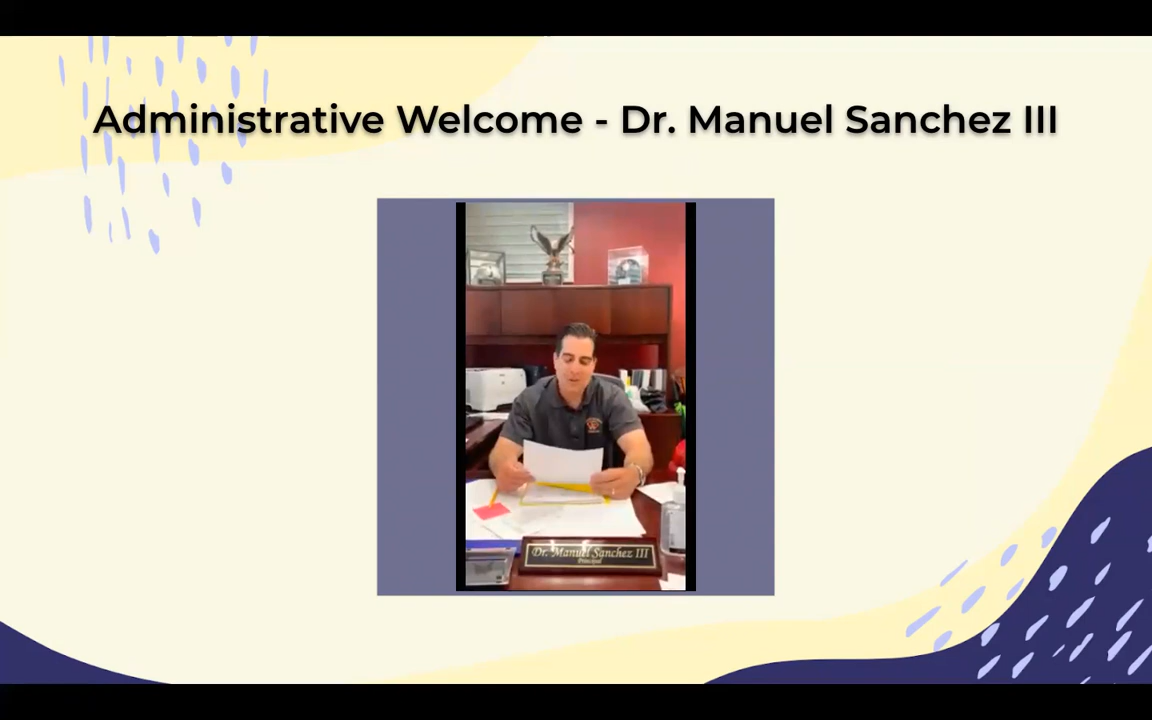 Administrative Welcome - Dr. Manuel Sanchez III
Dr. Manuel Sanchez III
Principal